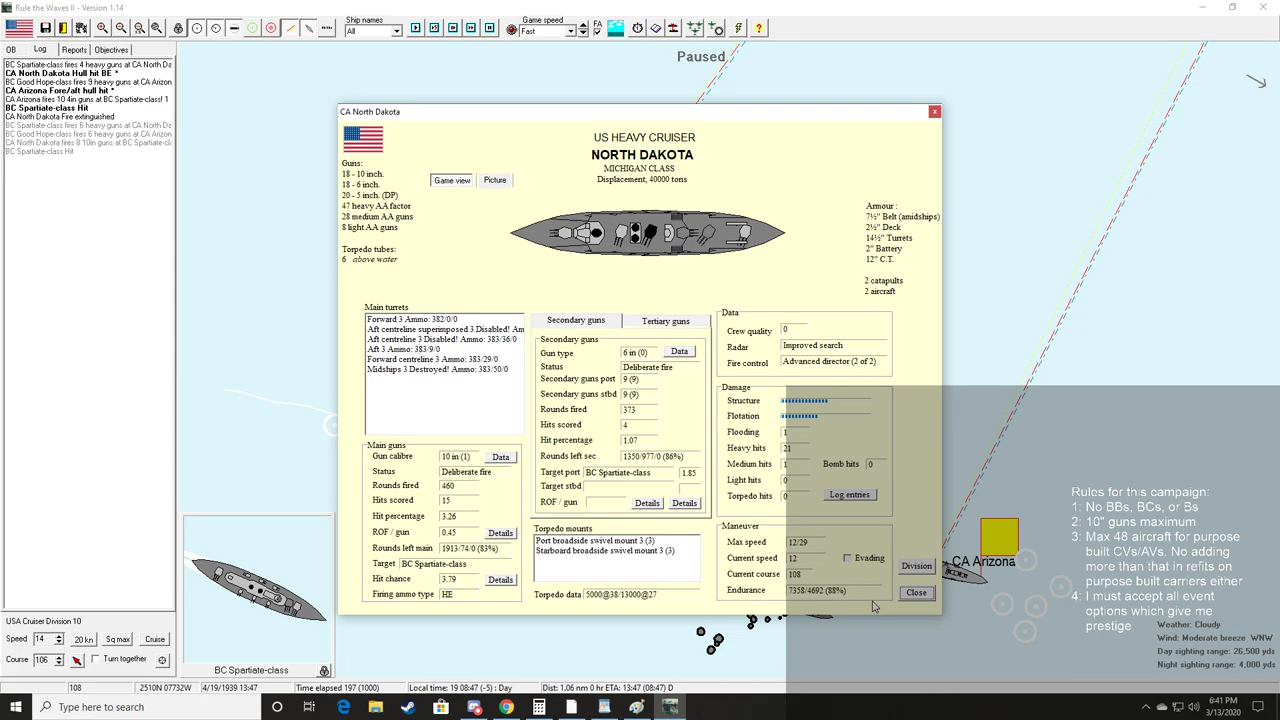 Rule the Waves II - Version 1.14
Ship names
All
Game speed
Fast
FA
OB
Log
Reports
Objectives
BC Spartiate-class fires 4 heavy guns at CA North Da
CA North Dakota Hull hit BE *
BC Good Hope-class fires 9 heavy guns at CA Arizon
CA Arizona Fore/aft hull hit *
CA Arizona fires 10 4in guns at BC Spartiate-class! 1
BC Spartiate-class Hit
CA North Dakota Fire extinguished
BC Spartiate-class fires 6 heavy guns at CA North Da
BC Good Hope-class fires 6 heavy guns at CA Arizon
CA North Dakota fires 8 10in guns at BC Spartiate-cl
BC Spartiate-class Hit
Paused
CA North Dakota
US HEAVY CRUISER
NORTH DAKOTA
MICHIGAN CLASS
Displacement, 40000 tons
Guns:
18 - 10 inch.
18 - 6 inch.
20 - 5 inch. (DP)
47 heavy AA factor
28 medium AA guns
8 light AA guns
Torpedo tubes:
6 above water
Game view
Picture
Armour :
7½" Belt (amidships)
2½" Deck
14½" Turrets
2" Battery
12" C.T.
2 catapults
2 aircraft
Main turrets
Forward 3 Ammo: 382/0/0
Aft centreline superimposed 3 Disabled! Am
Aft centreline 3 Disabled! Ammo: 383/36/0
Aft 3 Ammo: 383/9/0
Forward centreline 3 Ammo: 383/29/0
Midships 3 Destroyed! Ammo: 383/50/0
Main guns
Gun calibre 10 in (1) Data
Status Deliberate fire
Rounds fired 460
Hits scored 15
Hit percentage 3.26
ROF / gun 0.45 Details
Rounds left main 1913/74/0 (83%)
Target BC Spartiate-class
Hit chance 3.79 Details
Firing ammo type HE
Secondary guns
Tertiary guns
Secondary guns
Gun type 6 in (0) Data
Status Deliberate fire
Secondary guns port 9 (9)
Secondary guns stbd 9 (9)
Rounds fired 373
Hits scored 4
Hit percentage 1.07
Rounds left sec 1350/977/0 (86%)
Target port BC Spartiate-class 1.85
Target stbd
ROF / gun Details Details
Torpedo mounts
Port broadside swivel mount 3 (3)
Starboard broadside swivel mount 3 (3)
Torpedo data 5000@38/13000@27
Data
Crew quality 0
Radar Improved search
Fire control Advanced director (2 of 2)
Damage
Structure
Flotation
Flooding 1
Heavy hits 21
Medium hits 1 Bomb hits 0
Light hits 0
Torpedo hits 0 Log entries
Maneuver
Max speed 12/29
Current speed 12 Evading
Current course 108
Endurance 7358/4692 (88%)
Division
Close
CA Arizona
Rules for this campaign:
1: No BBs, BCs, or Bs
2: 10" guns maximum
3: Max 48 aircraft for purpose
built CVs/AVs. No adding
more than that in refits on
purpose built carriers either
4: I must accept all event
options which give me
prestige
Weather: Cloudy
Wind: Moderate breeze WNW
Day sighting range: 26,500 yds
Night sighting range: 4,000 yds
USA Cruiser Division 10
Speed 14 20 kn Sq max Cruise
Course 106 Turn together
BC Spartiate-class
108
2510N 07732W
4/19/1939 13:47
Time elapsed 197 (1000)
Local time: 19 08:47 (-5) : Day
Dist: 1.06 nm 0 hr ETA: 13:47 (08:47) D
Type here to search
6:41 PM
3/13/2020